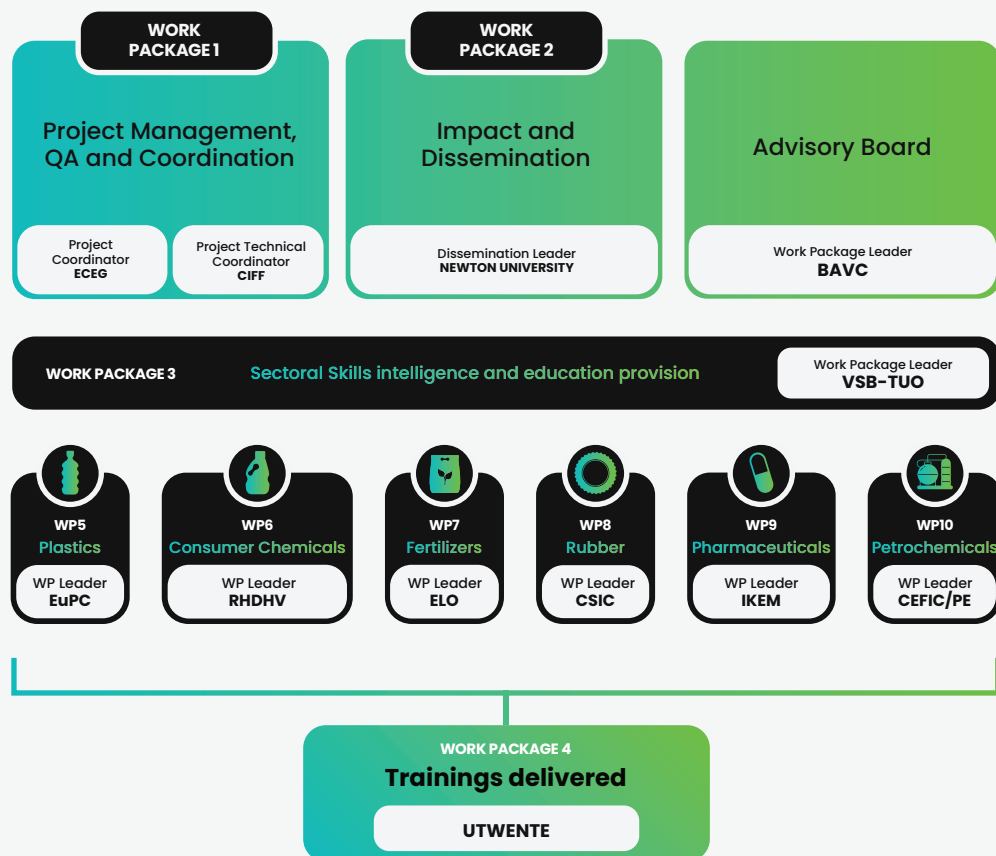 WORK
PACKAGE 1
Project Management,
QA and Coordination
Project
Coordinator
ECEG
Project Technical
Coordinator
CIFF
WORK
PACKAGE 2
Impact and
Dissemination
Dissemination Leader
NEWTON UNIVERSITY
Advisory Board
Work Package Leader
BAVC
WORK PACKAGE 3
Sectoral Skills intelligence and education provision
Work Package Leader
VSB-TUO
WP5
Plastics
WP Leader
EuPC
WP6
Consumer Chemicals
WP Leader
RHDHV
WP7
Fertilizers
WP Leader
ELO
WP8
Rubber
WP Leader
CSIC
WP9
Pharmaceuticals
WP Leader
IKEM
WP10
Petrochemicals
WP Leader
CEFIC/PE
WORK PACKAGE 4
Trainings delivered
UTWENTE